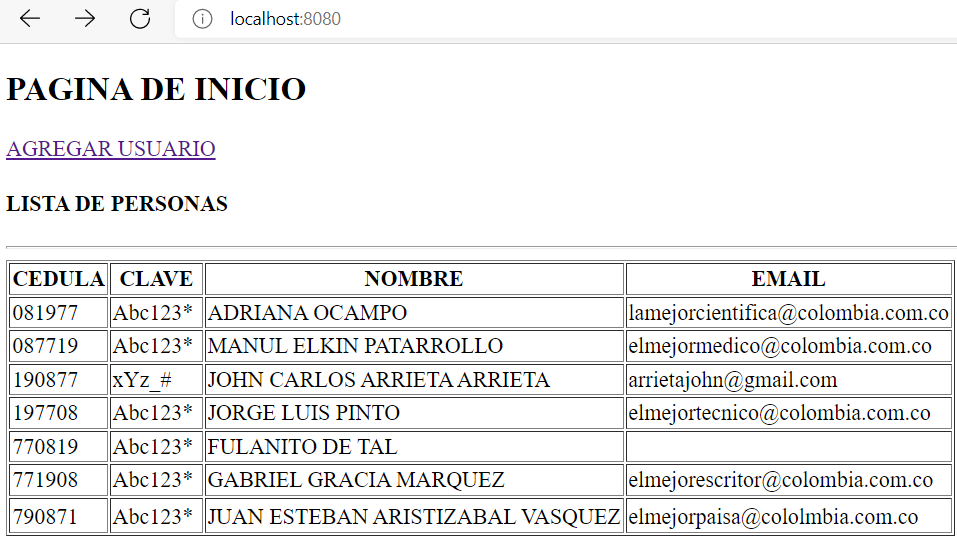 localhost:8080
PAGINA DE INICIO
AGREGAR USUARIO
LISTA DE PERSONAS
CEDULA CLAVE NOMBRE EMAIL
081977 Abc123* ADRIANA OCAMPO lamejorcientifica@colombia.com.co
087719 Abc123* MANUL ELKIN PATARROLLO elmejormedico@colombia.com.co
190877 xYz_# JOHN CARLOS ARRIETA ARRIETA arrietajohn@gmail.com
197708 Abc123* JORGE LUIS PINTO elmejortecnico@colombia.com.co
770819 Abc123* FULANITO DE TAL
771908 Abc123* GABRIEL GRACIA MARQUEZ elmejorescritor@colombia.com.co
790871 Abc123* JUAN ESTEBAN ARISTIZABAL VASQUEZ elmejorpaisa@cololmbia.com.co